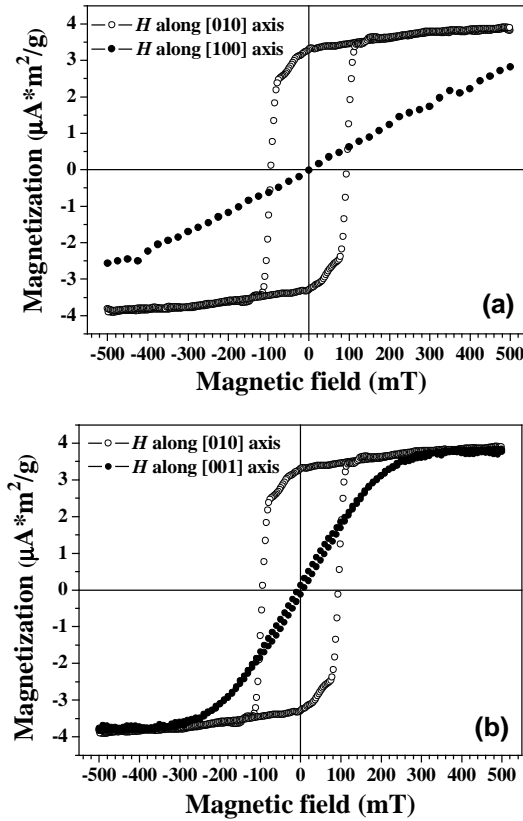 H along [010] axis
H along [100] axis
Magnetization (μA*m²/g)
4
3
2
1
0
-1
-2
-3
-4
(a)
-500 -400 -300 -200 -100 0 100 200 300 400 500
Magnetic field (mT)
H along [010] axis
H along [001] axis
Magnetization (μA*m²/g)
4
3
2
1
0
-1
-2
-3
-4
(b)
-500 -400 -300 -200 -100 0 100 200 300 400 500
Magnetic field (mT)